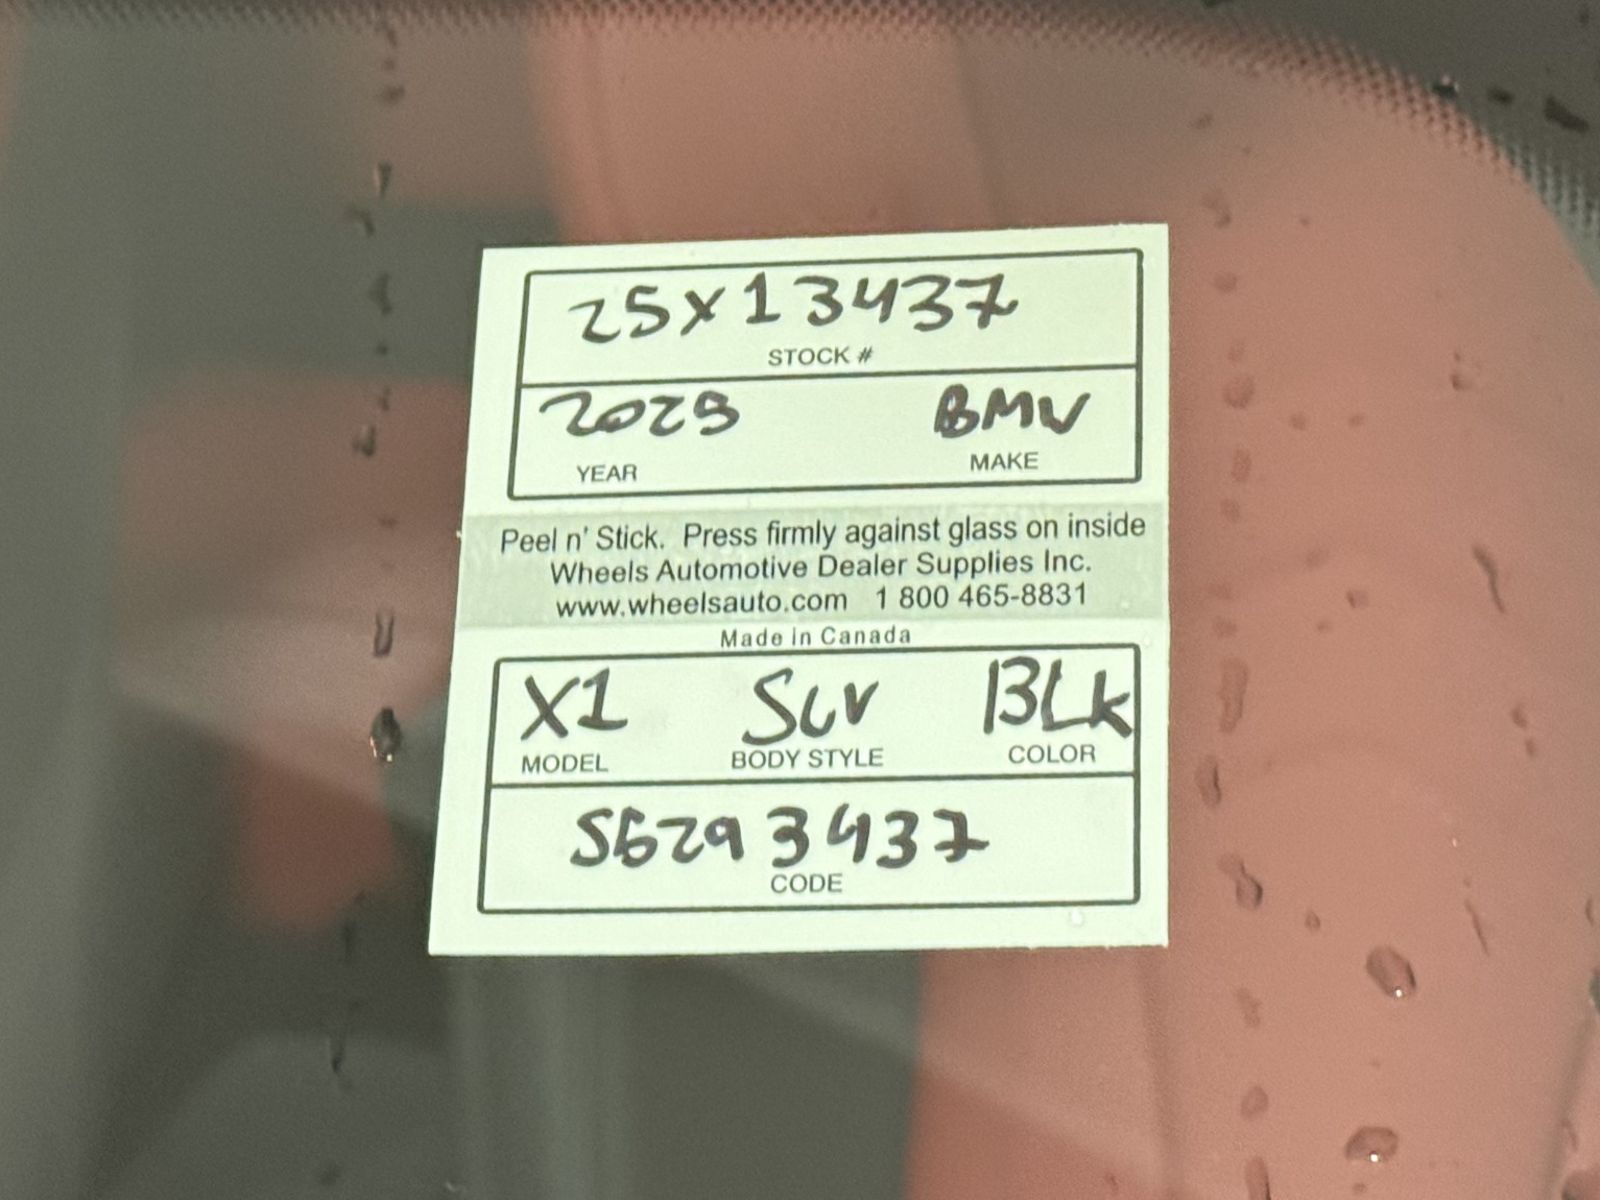 25X13437
STOCK #
2025 BMW
YEAR MAKE
Peel n' Stick. Press firmly against glass on inside
Wheels Automotive Dealer Supplies Inc.
www.wheelsauto.com 1 800 465-8831
Made in Canada
X1 SUV BLK
MODEL BODY STYLE COLOR
S6293437
CODE